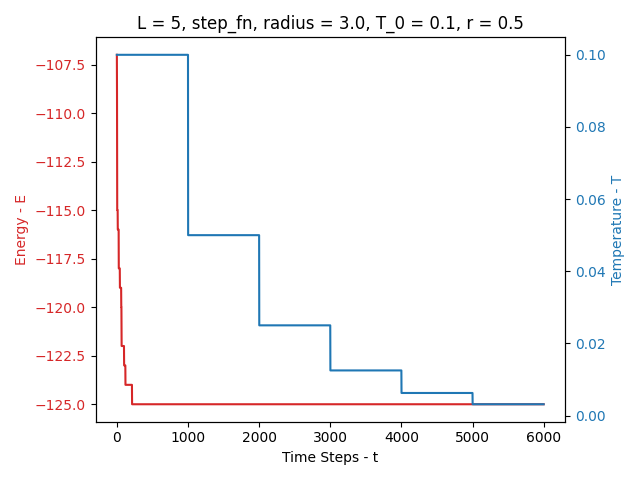 L = 5, step_fn, radius = 3.0, T_0 = 0.1, r = 0.5
Energy - E
−107.5
−110.0
−112.5
−115.0
−117.5
−120.0
−122.5
−125.0
0.10
0.08
0.06
0.04
0.02
0.00
Temperature - T
0 1000 2000 3000 4000 5000 6000
Time Steps - t